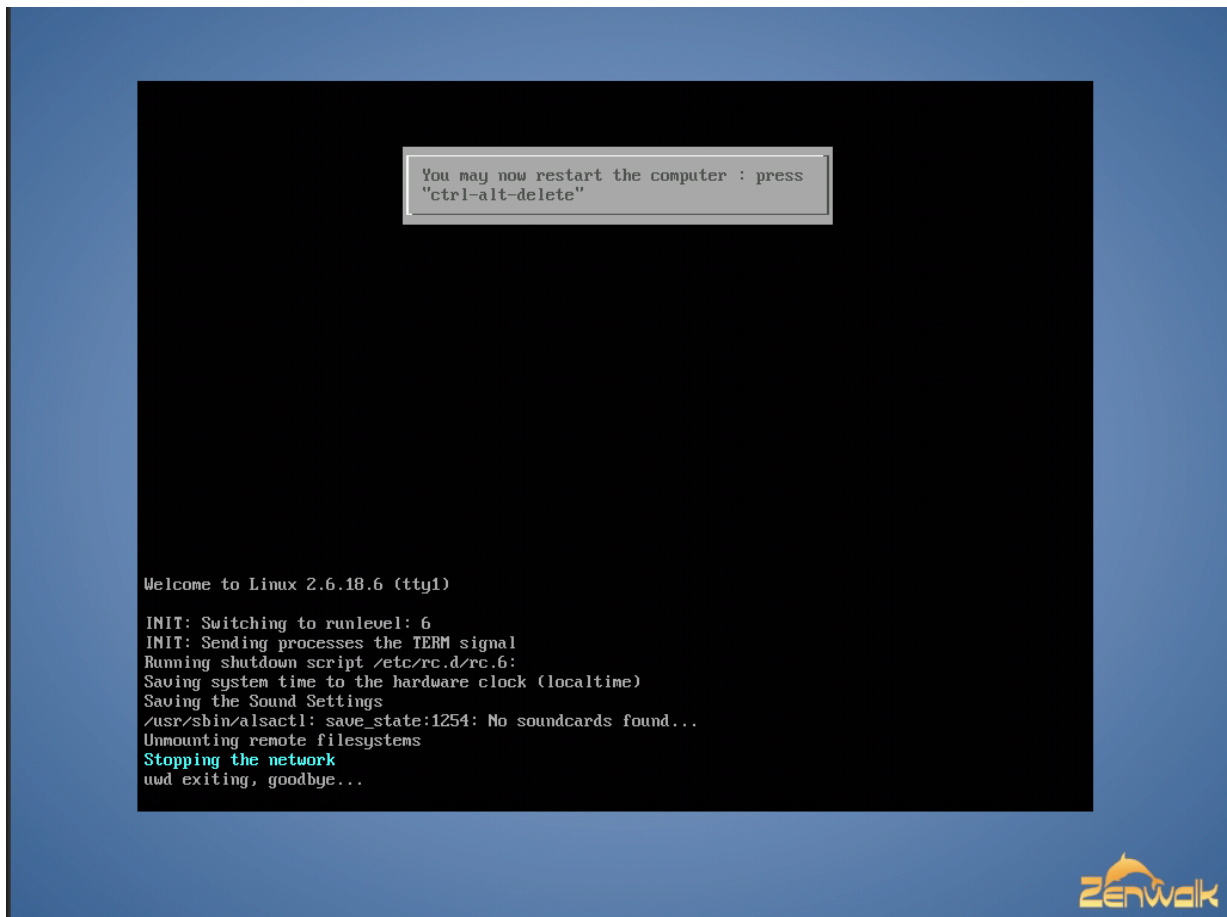 You may now restart the computer : press
"ctrl-alt-delete"
Welcome to Linux 2.6.18.6 (tty1)
INIT: Switching to runlevel: 6
INIT: Sending processes the TERM signal
Running shutdown script /etc/rc.d/rc.6:
Saving system time to the hardware clock (localtime)
Saving the Sound Settings
/usr/sbin/alsactl: save_state:1254: No soundcards found...
Unmounting remote filesystems
Stopping the network
uwd exiting, goodbye...
Zenwalk